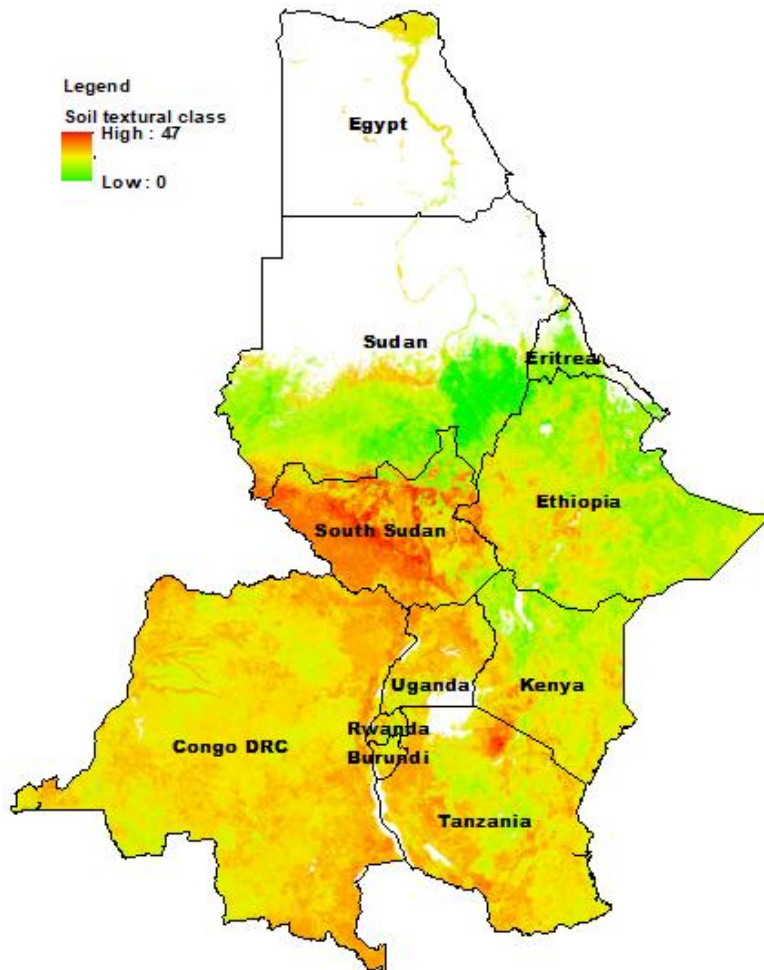 Legend
Soil textural class
High : 47
Low : 0
Egypt
Sudan
Eritrea
Ethiopia
South Sudan
Uganda
Kenya
Rwanda
Congo DRC
Burundi
Tanzania